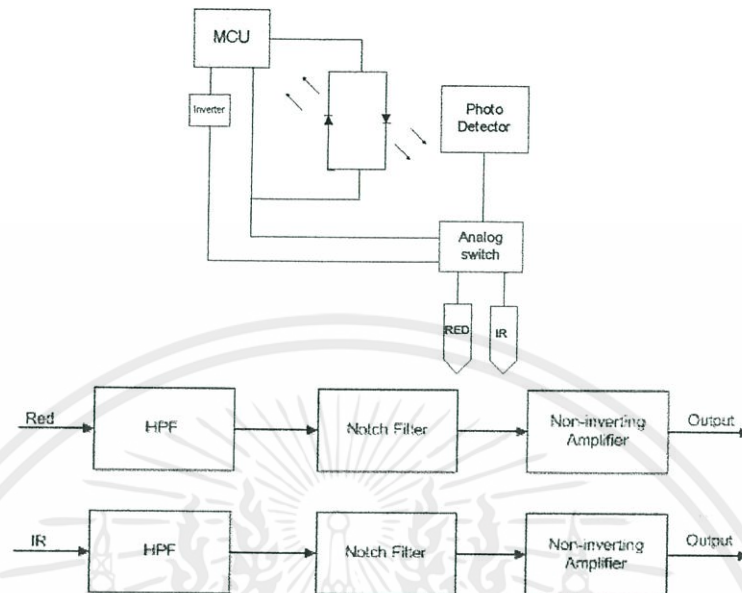 MCU
Inverter
Photo
Detector
Analog
switch
RED
IR
Red
HPF
Notch Filter
Non-inverting
Amplifier
Output
IR
HPF
Notch Filter
Non-inverting
Amplifier
Output